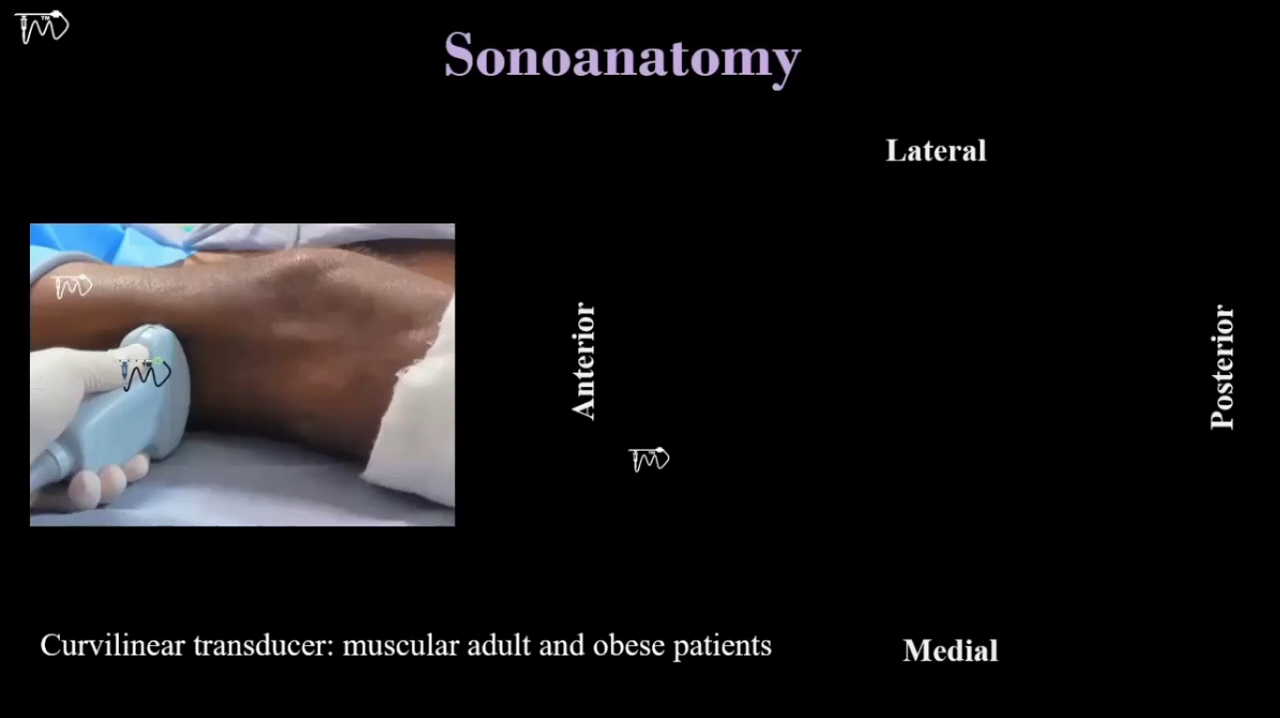 Sonoanatomy
Lateral
Anterior
Posterior
Curvilinear transducer: muscular adult and obese patients
Medial